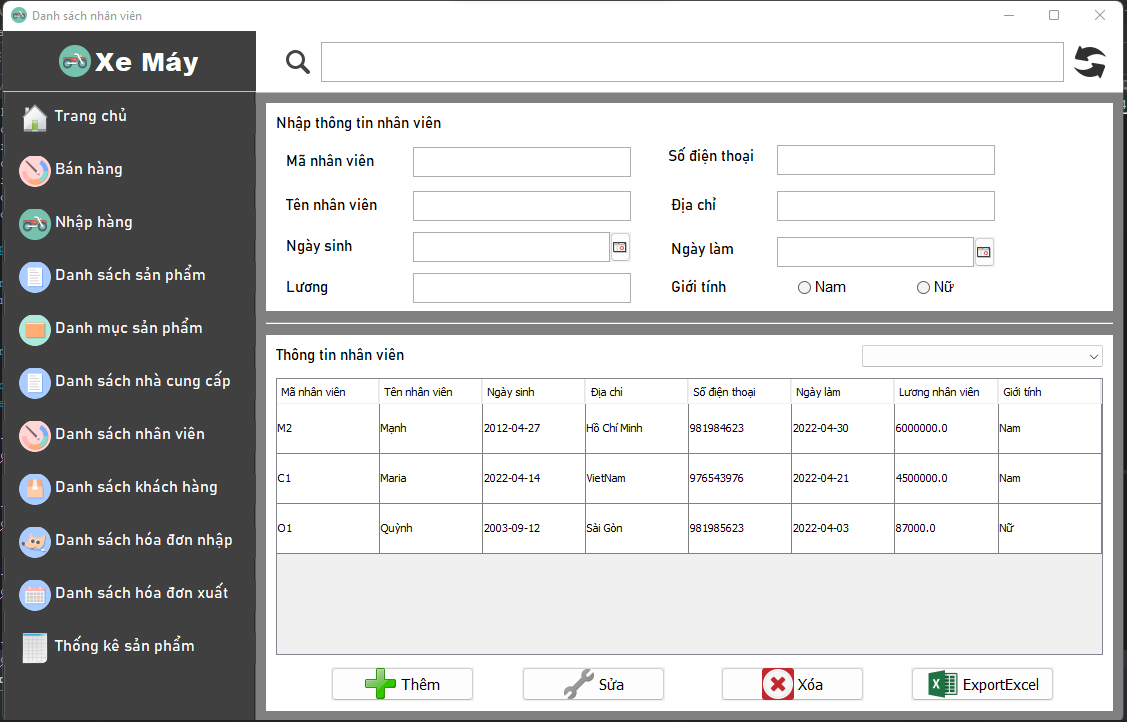 Danh sách nhân viên
Xe Máy
Trang chủ
Bán hàng
Nhập hàng
Danh sách sản phẩm
Danh mục sản phẩm
Danh sách nhà cung cấp
Danh sách nhân viên
Danh sách khách hàng
Danh sách hóa đơn nhập
Danh sách hóa đơn xuất
Thống kê sản phẩm
Nhập thông tin nhân viên
Mã nhân viên
Số điện thoại
Tên nhân viên
Địa chỉ
Ngày sinh
Ngày làm
Lương
Giới tính
Nam
Nữ
Thông tin nhân viên
Mã nhân viên Tên nhân viên Ngày sinh Địa chỉ Số điện thoại Ngày làm Lương nhân viên Giới tính
M2 Mạnh 2012-04-27 Hồ Chí Minh 981984623 2022-04-30 6000000.0 Nam
C1 Maria 2022-04-14 VietNam 976543976 2022-04-21 4500000.0 Nam
O1 Quỳnh 2003-09-12 Sài Gòn 981985623 2022-04-03 87000.0 Nữ
Thêm
Sửa
Xóa
ExportExcel